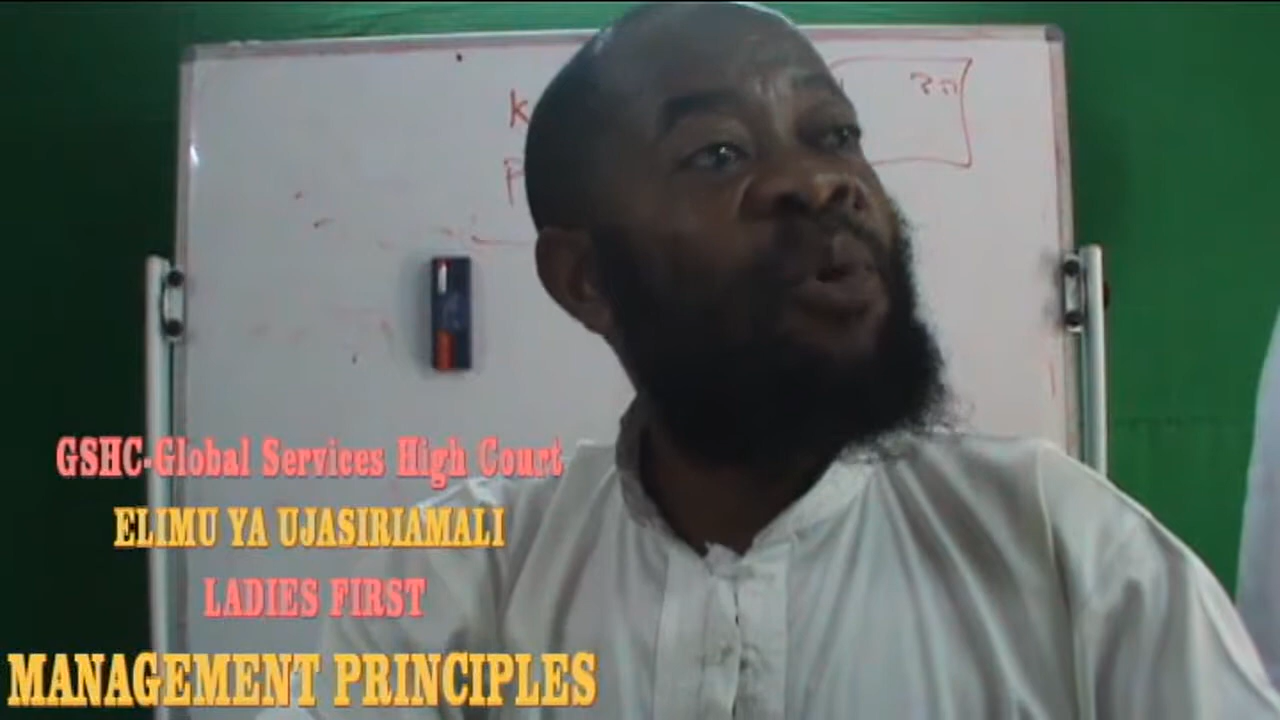 GSHC-Global Services High Court
ELIMU YA UJASIRIAMALI
LADIES FIRST
MANAGEMENT PRINCIPLES